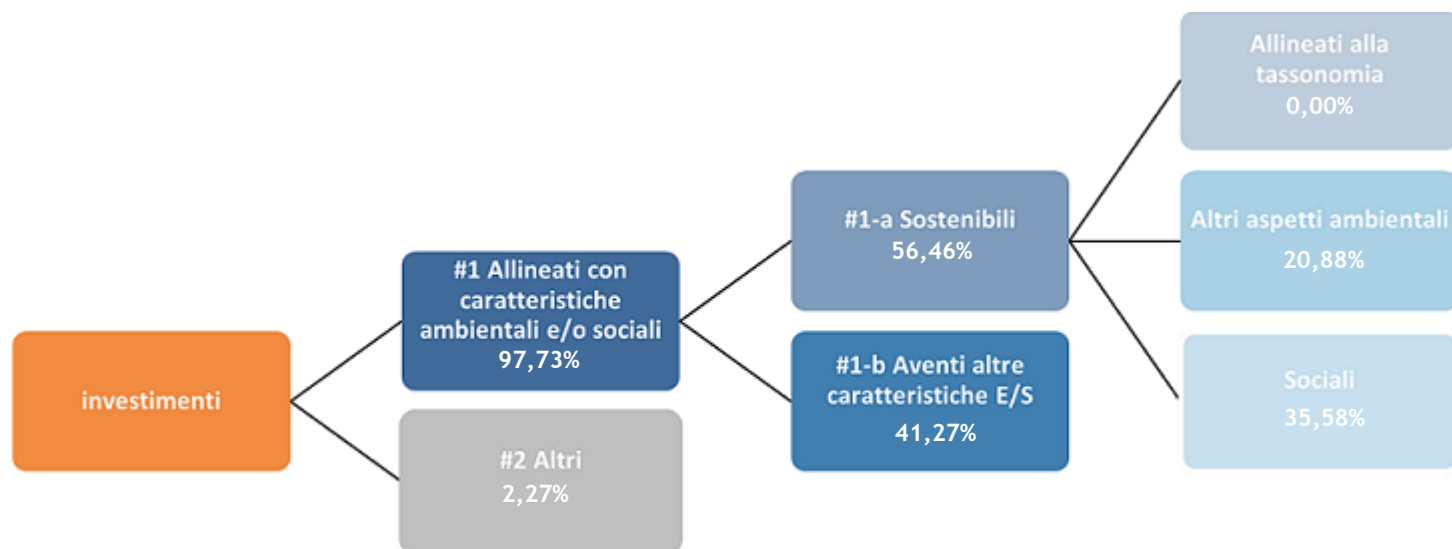 investimenti
#1 Allineati con
caratteristiche
ambientali e/o sociali
97,73%
#2 Altri
2,27%
#1-a Sostenibili
56,46%
#1-b Aventi altre
caratteristiche E/S
41,27%
Allineati alla
tassonomia
0,00%
Altri aspetti ambientali
20,88%
Sociali
35,58%